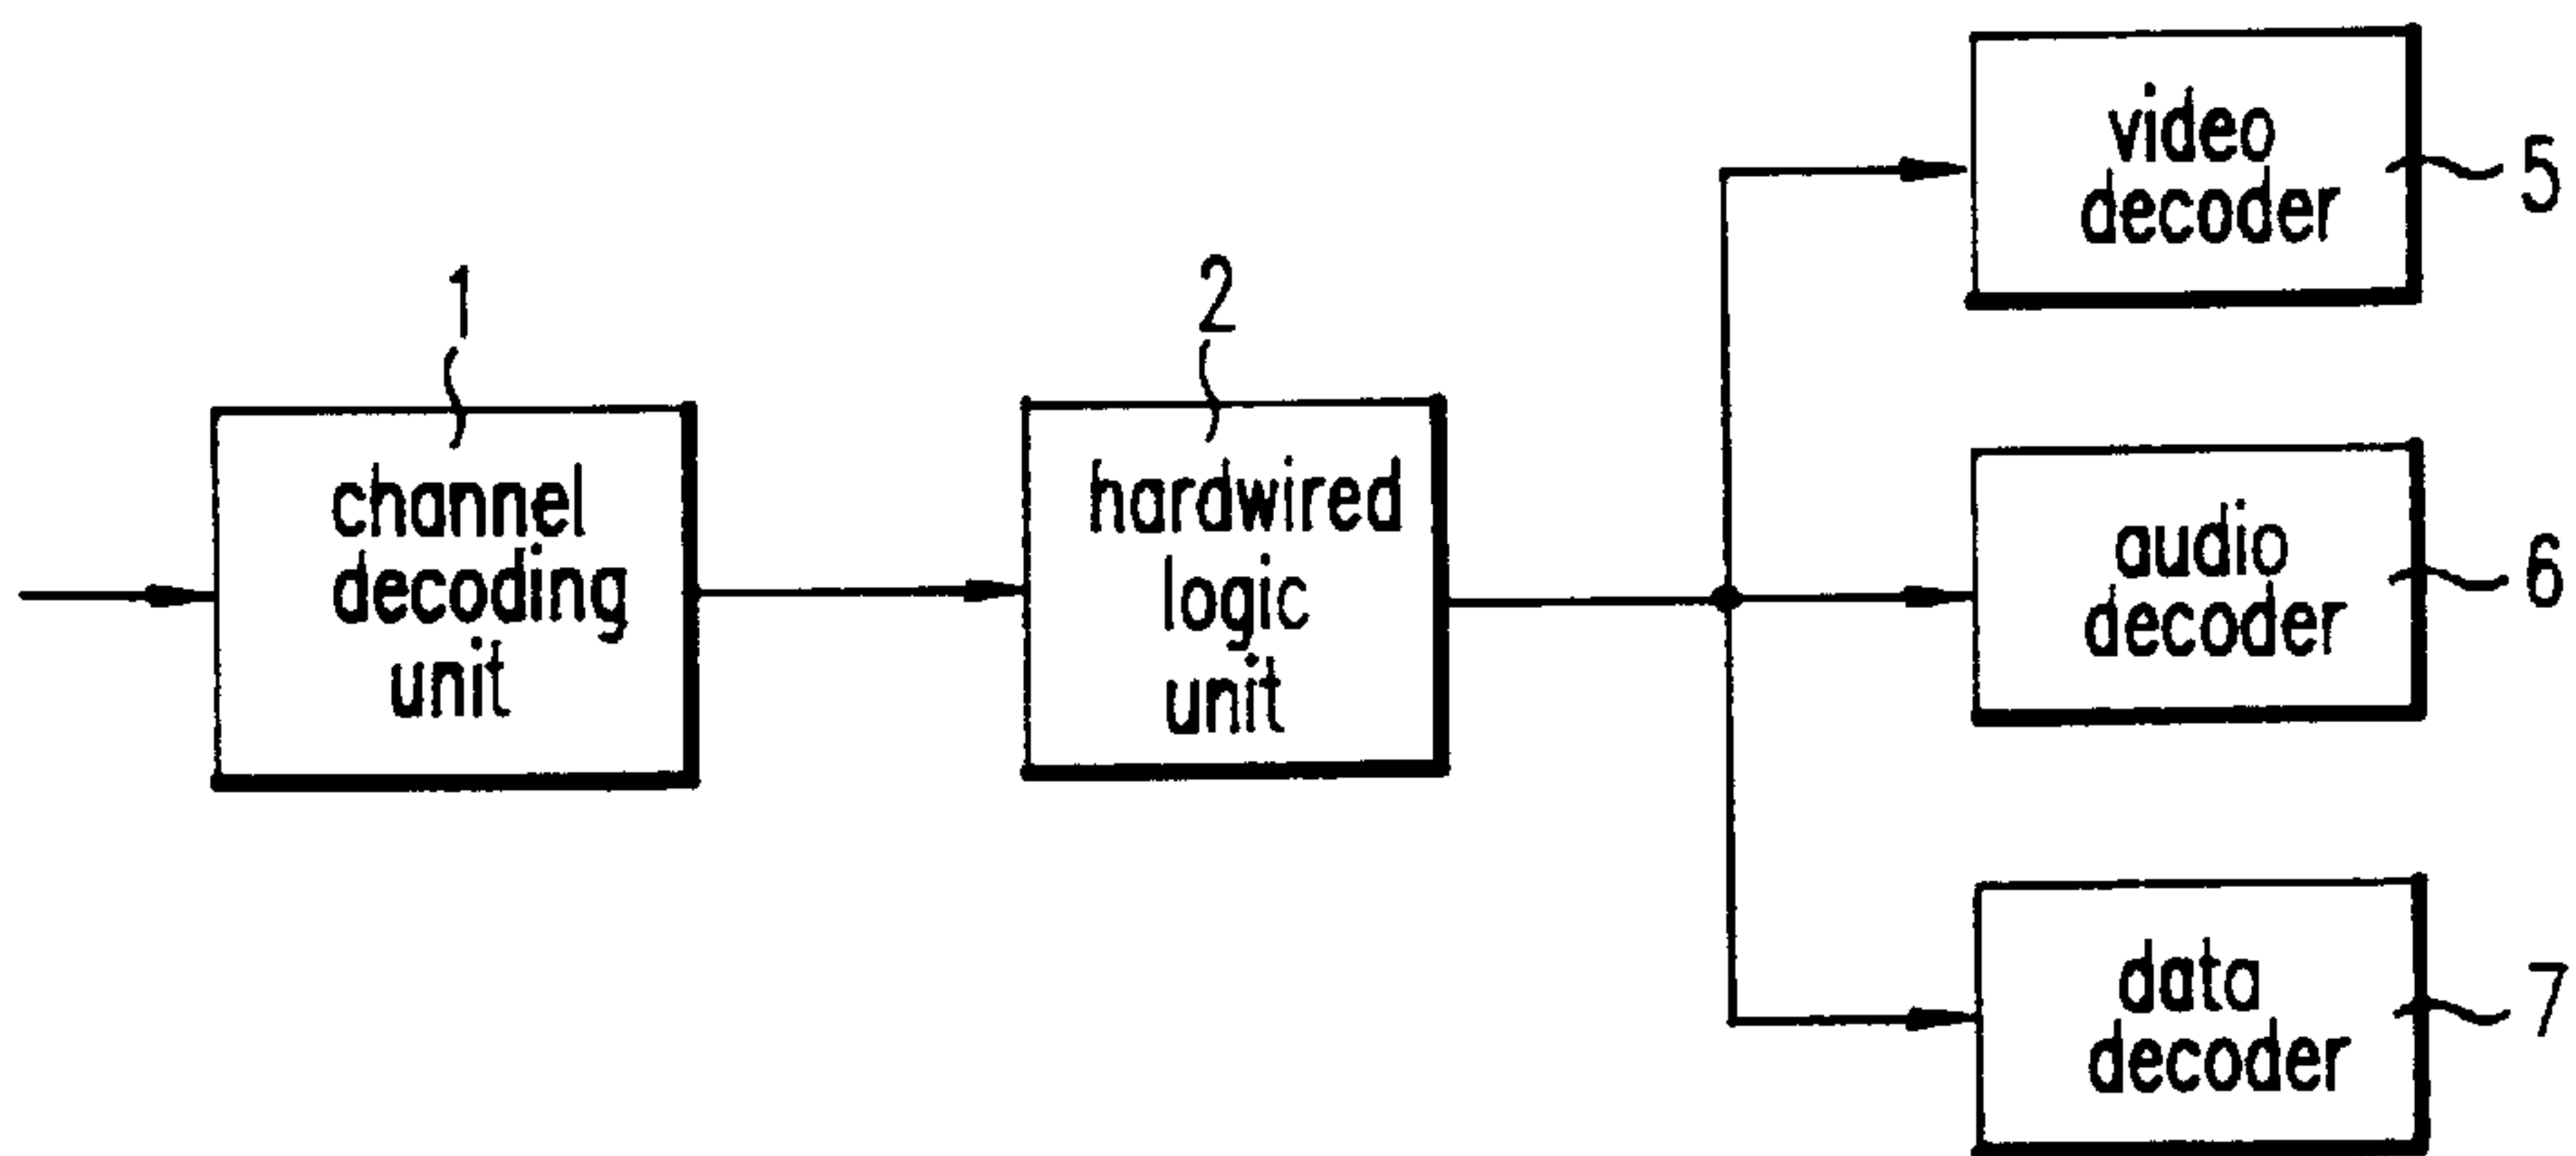 1
channel
decoding
unit
2
hardwired
logic
unit
video
decoder
5
audio
decoder
6
data
decoder
7